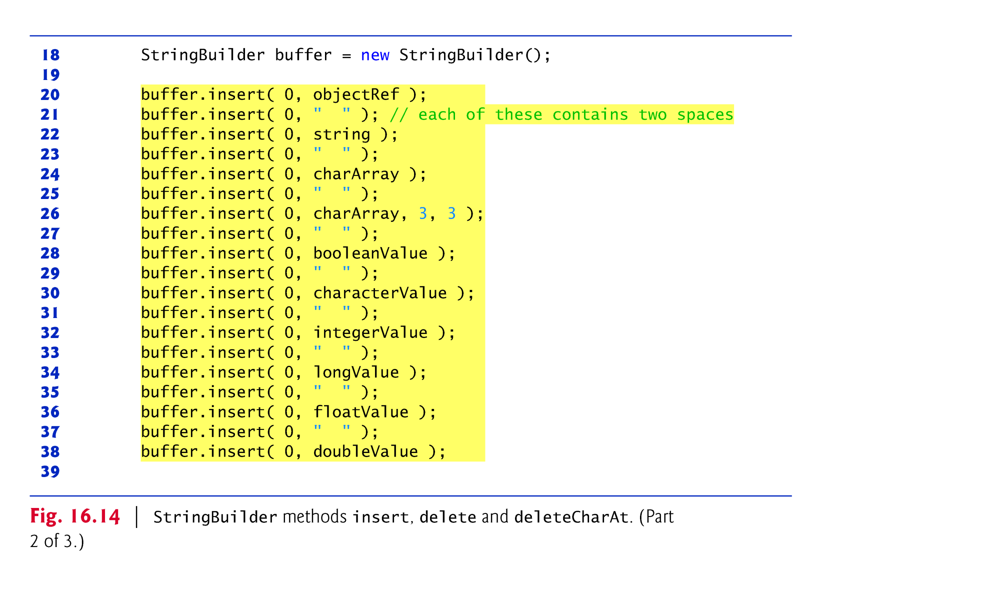 18 StringBuilder buffer = new StringBuilder();
19
20 buffer.insert( 0, objectRef );
21 buffer.insert( 0, "  " ); // each of these contains two spaces
22 buffer.insert( 0, string );
23 buffer.insert( 0, "  " );
24 buffer.insert( 0, charArray );
25 buffer.insert( 0, "  " );
26 buffer.insert( 0, charArray, 3, 3 );
27 buffer.insert( 0, "  " );
28 buffer.insert( 0, booleanValue );
29 buffer.insert( 0, "  " );
30 buffer.insert( 0, characterValue );
31 buffer.insert( 0, "  " );
32 buffer.insert( 0, integerValue );
33 buffer.insert( 0, "  " );
34 buffer.insert( 0, longValue );
35 buffer.insert( 0, "  " );
36 buffer.insert( 0, floatValue );
37 buffer.insert( 0, "  " );
38 buffer.insert( 0, doubleValue );
39
Fig. 16.14 | StringBuilder methods insert, delete and deleteCharAt. (Part
2 of 3.)